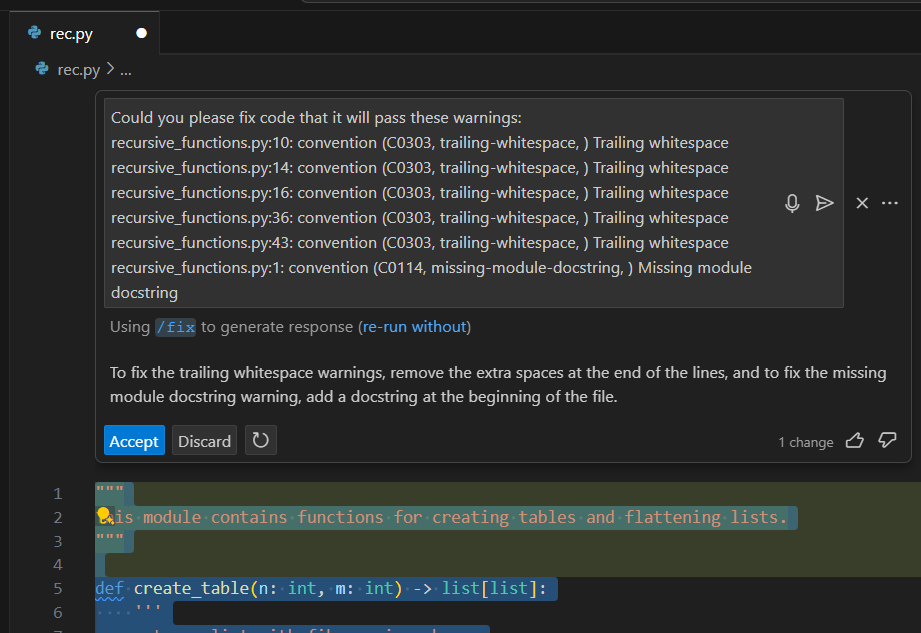 rec.py
rec.py > ...
Could you please fix code that it will pass these warnings:
recursive_functions.py:10: convention (C0303, trailing-whitespace, ) Trailing whitespace
recursive_functions.py:14: convention (C0303, trailing-whitespace, ) Trailing whitespace
recursive_functions.py:16: convention (C0303, trailing-whitespace, ) Trailing whitespace
recursive_functions.py:36: convention (C0303, trailing-whitespace, ) Trailing whitespace
recursive_functions.py:43: convention (C0303, trailing-whitespace, ) Trailing whitespace
recursive_functions.py:1: convention (C0114, missing-module-docstring, ) Missing module
docstring
Using /fix to generate response (re-run without)
To fix the trailing whitespace warnings, remove the extra spaces at the end of the lines, and to fix the missing
module docstring warning, add a docstring at the beginning of the file.
Accept Discard 1 change
1 """
2 is module contains functions for creating tables and flattening lists.
3 """
4
5 def create_table(n: int, m: int) -> list[list]:
6 '''